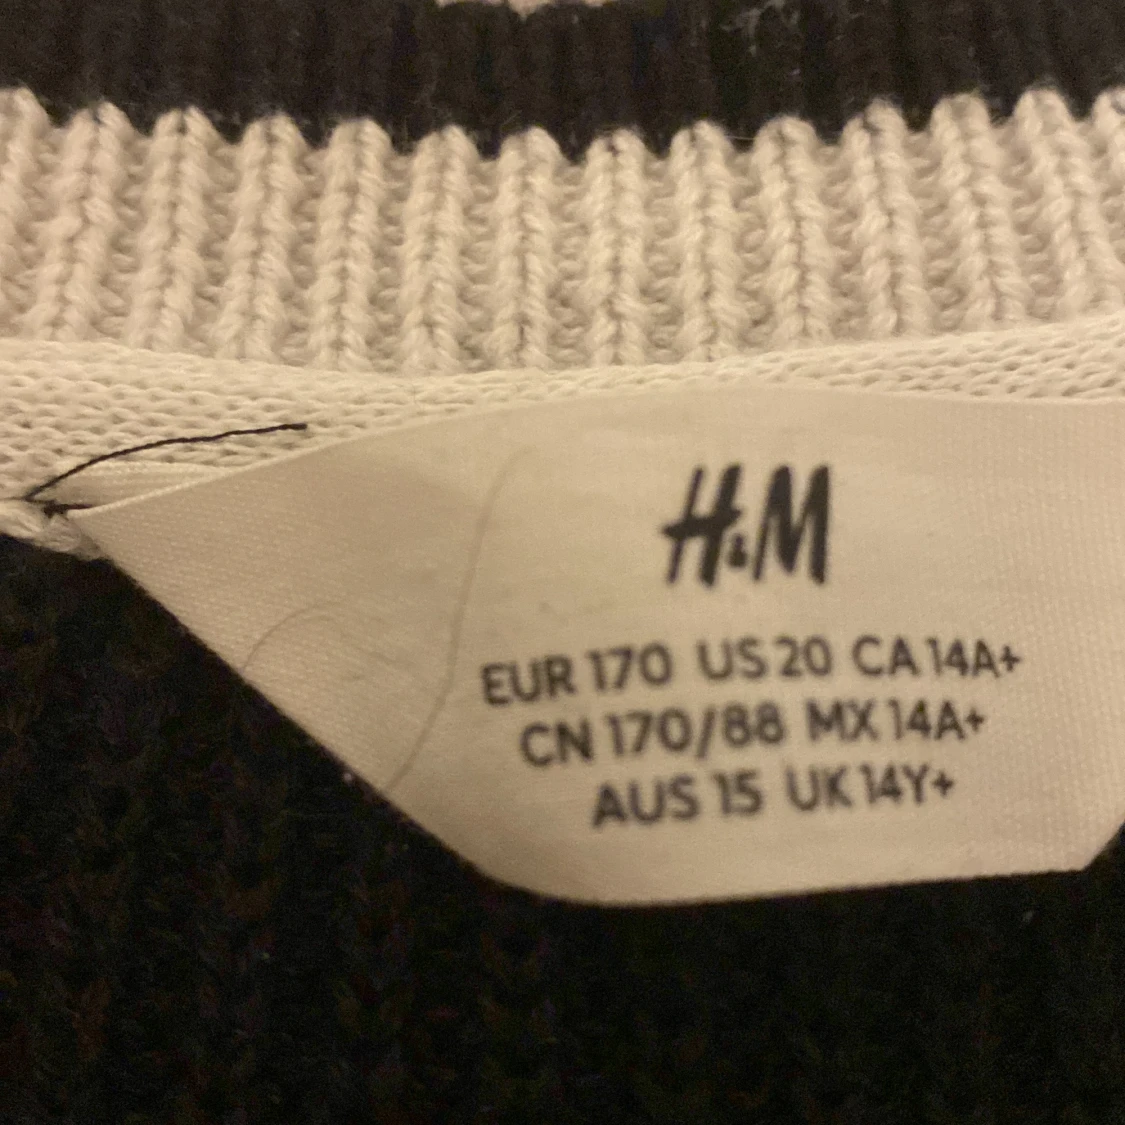 H&M
EUR 170 US 20 CA 14A+
CN 170/88 MX 14A+
AUS 15 UK 14Y+